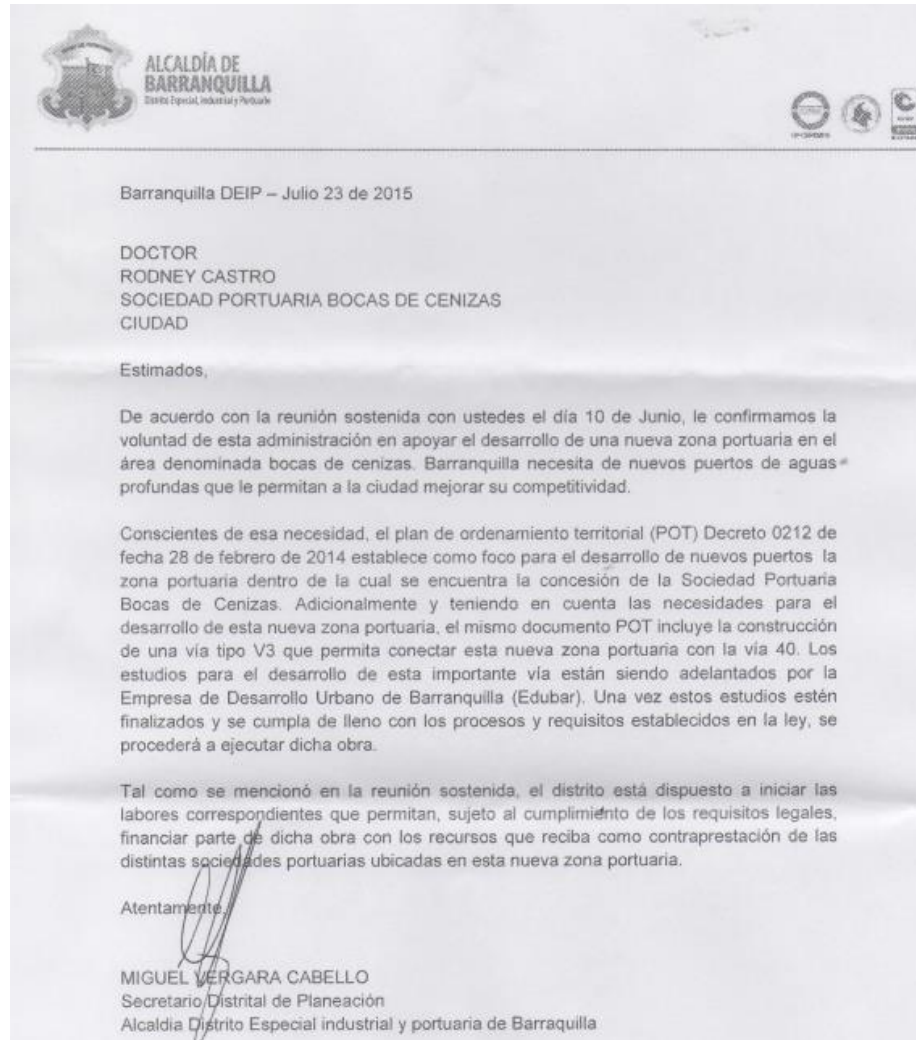 ALCALDÍA DE
BARRANQUILLA
Distrito Especial, Industrial y Portuario
Barranquilla DEIP – Julio 23 de 2015
DOCTOR
RODNEY CASTRO
SOCIEDAD PORTUARIA BOCAS DE CENIZAS
CIUDAD
Estimados,
De acuerdo con la reunión sostenida con ustedes el día 10 de Junio, le confirmamos la
voluntad de esta administración en apoyar el desarrollo de una nueva zona portuaria en el
área denominada bocas de cenizas. Barranquilla necesita de nuevos puertos de aguas
profundas que le permitan a la ciudad mejorar su competitividad.
Conscientes de esa necesidad, el plan de ordenamiento territorial (POT) Decreto 0212 de
fecha 28 de febrero de 2014 establece como foco para el desarrollo de nuevos puertos la
zona portuaria dentro de la cual se encuentra la concesión de la Sociedad Portuaria
Bocas de Cenizas. Adicionalmente y teniendo en cuenta las necesidades para el
desarrollo de esta nueva zona portuaria, el mismo documento POT incluye la construcción
de una vía tipo V3 que permita conectar esta nueva zona portuaria con la vía 40. Los
estudios para el desarrollo de esta importante vía están siendo adelantados por la
Empresa de Desarrollo Urbano de Barranquilla (Edubar). Una vez estos estudios estén
finalizados y se cumpla de lleno con los procesos y requisitos establecidos en la ley, se
procederá a ejecutar dicha obra.
Tal como se mencionó en la reunión sostenida, el distrito está dispuesto a iniciar las
labores correspondientes que permitan, sujeto al cumplimiento de los requisitos legales,
financiar parte de dicha obra con los recursos que reciba como contraprestación de las
distintas sociedades portuarias ubicadas en esta nueva zona portuaria.
Atentamente,
MIGUEL VERGARA CABELLO
Secretario Distrital de Planeación
Alcaldia Distrito Especial industrial y portuaria de Barraquilla